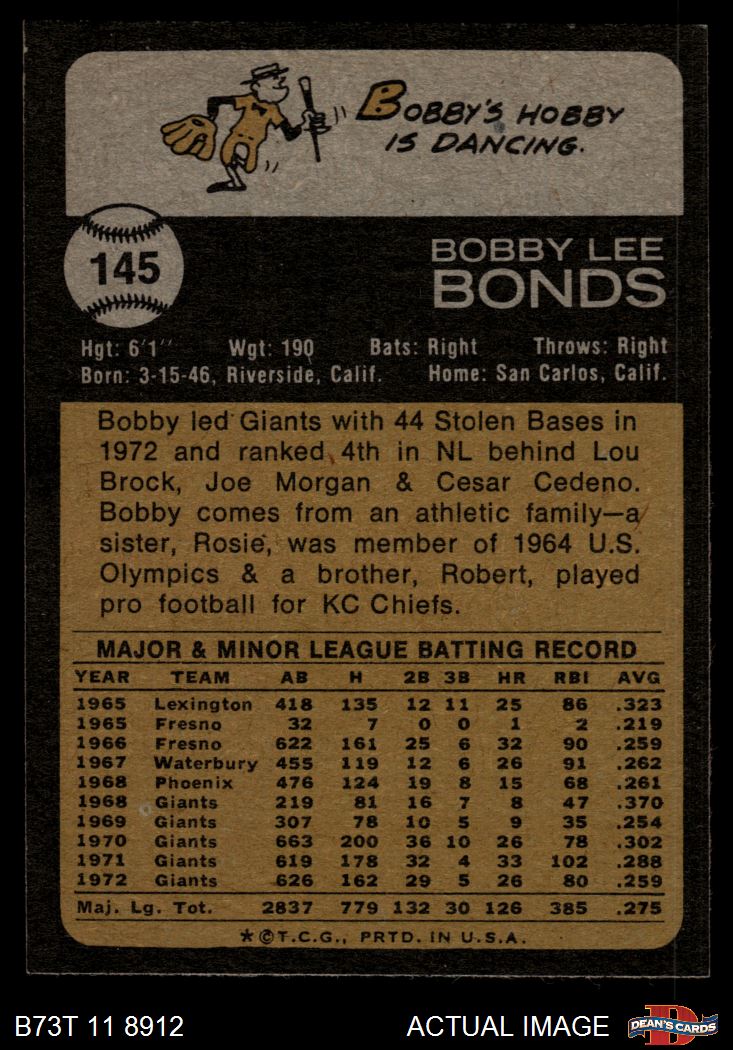 BOBBY'S HOBBY
IS DANCING.
145
BOBBY LEE
BONDS
Hgt: 6'1" Wgt: 190 Bats: Right Throws: Right
Born: 3-15-46, Riverside, Calif. Home: San Carlos, Calif.
Bobby led Giants with 44 Stolen Bases in
1972 and ranked 4th in NL behind Lou
Brock, Joe Morgan & Cesar Cedeno.
Bobby comes from an athletic family—a
sister, Rosie, was member of 1964 U.S.
Olympics & a brother, Robert, played
pro football for KC Chiefs.
MAJOR & MINOR LEAGUE BATTING RECORD
YEAR TEAM AB H 2B 3B HR RBI AVG
1965 Lexington 418 135 12 11 25 86 .323
1965 Fresno 32 7 0 0 1 2 .219
1966 Fresno 622 161 25 6 32 90 .259
1967 Waterbury 455 119 12 6 26 91 .262
1968 Phoenix 476 124 19 8 15 68 .261
1968 Giants 219 81 16 7 8 47 .370
1969 Giants 307 78 10 5 9 35 .254
1970 Giants 663 200 36 10 26 78 .302
1971 Giants 619 178 32 4 33 102 .288
1972 Giants 626 162 29 5 26 80 .259
Maj. Lg. Tot. 2837 779 132 30 126 385 .275
*©T.C.G., PRTD. IN U.S.A.
B73T 11 8912 ACTUAL IMAGE DEAN'S CARDS